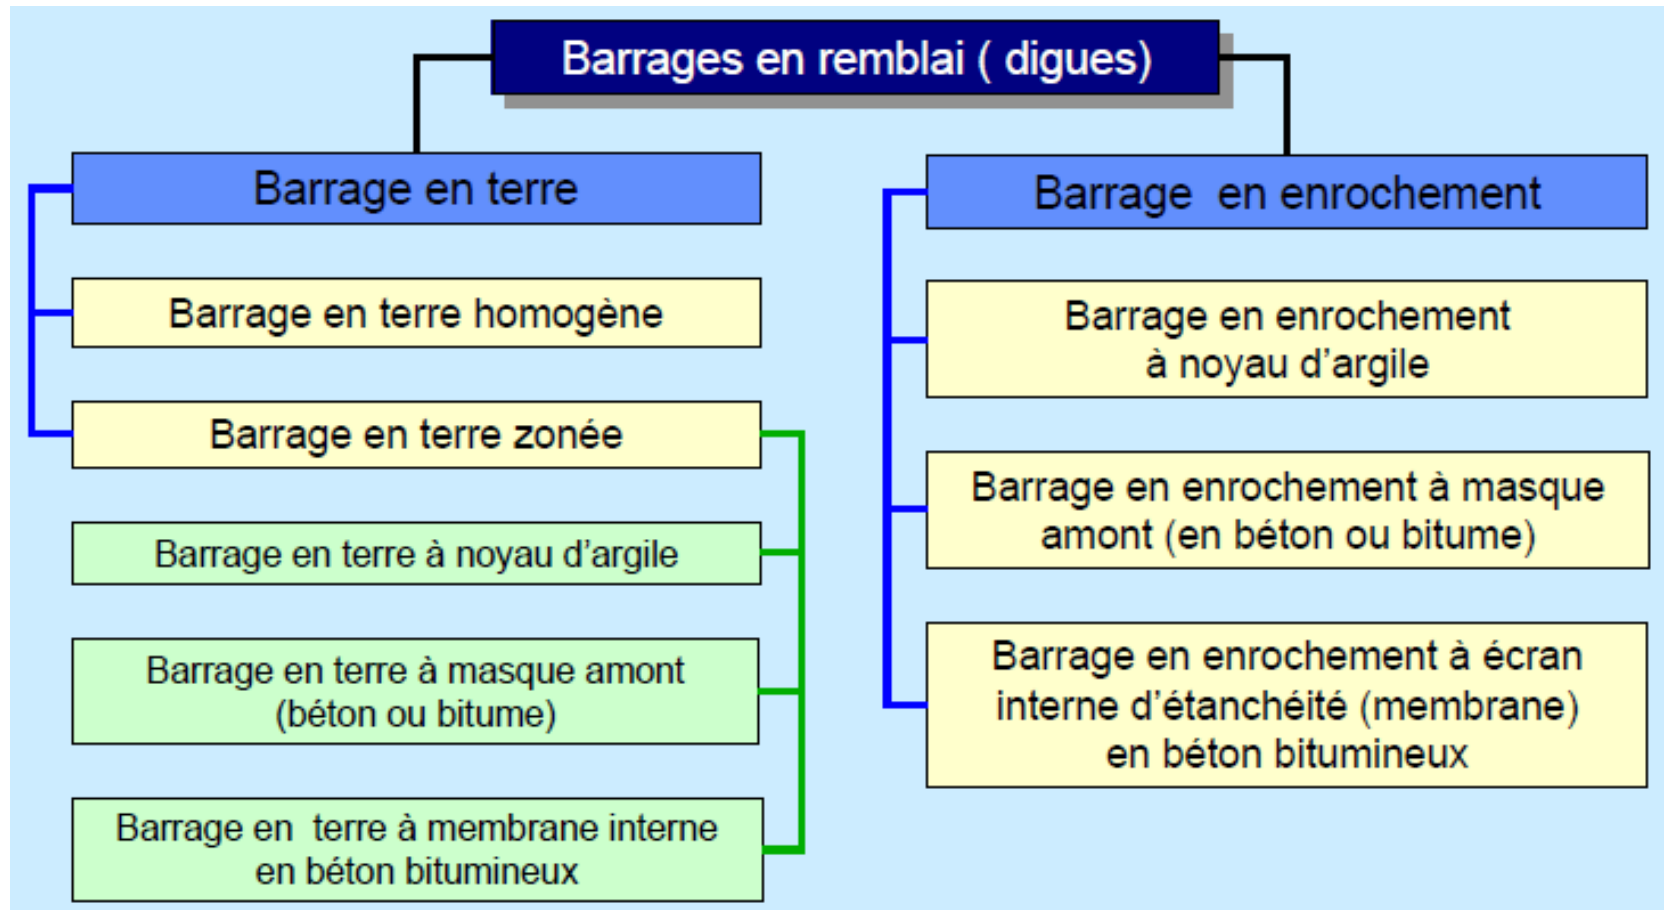 Barrages en remblai ( digues)
Barrage en terre
Barrage en terre homogène
Barrage en terre zonée
Barrage en terre à noyau d’argile
Barrage en terre à masque amont
(béton ou bitume)
Barrage en terre à membrane interne
en béton bitumineux
Barrage en enrochement
Barrage en enrochement
à noyau d’argile
Barrage en enrochement à masque
amont (en béton ou bitume)
Barrage en enrochement à écran
interne d’étanchéité (membrane)
en béton bitumineux